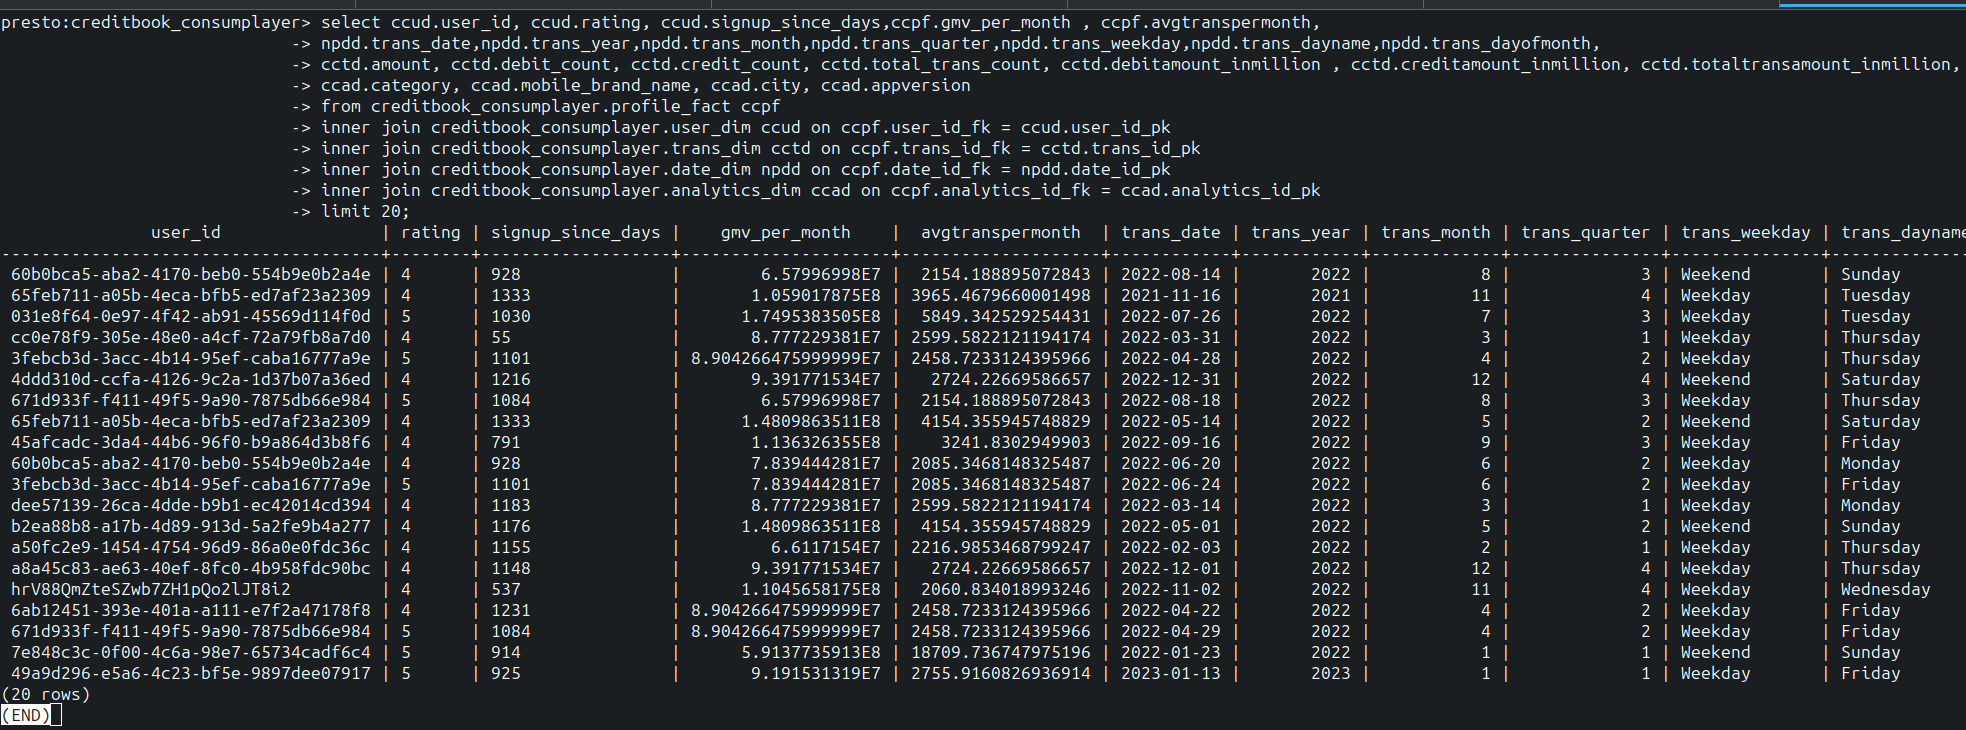 presto:creditbook_consumplayer> select ccud.user_id, ccud.rating, ccud.signup_since_days,ccpf.gmv_per_month , ccpf.avgtranspermonth,
-> npdd.trans_date,npdd.trans_year,npdd.trans_month,npdd.trans_quarter,npdd.trans_weekday,npdd.trans_dayname,npdd.trans_dayofmonth,
-> cctd.amount, cctd.debit_count, cctd.credit_count, cctd.total_trans_count, cctd.debitamount_inmillion , cctd.creditamount_inmillion, cctd.totaltransamount_inmillion,
-> ccad.category, ccad.mobile_brand_name, ccad.city, ccad.appversion
-> from creditbook_consumplayer.profile_fact ccpf
-> inner join creditbook_consumplayer.user_dim ccud on ccpf.user_id_fk = ccud.user_id_pk
-> inner join creditbook_consumplayer.trans_dim cctd on ccpf.trans_id_fk = cctd.trans_id_pk
-> inner join creditbook_consumplayer.date_dim npdd on ccpf.date_id_fk = npdd.date_id_pk
-> inner join creditbook_consumplayer.analytics_dim ccad on ccpf.analytics_id_fk = ccad.analytics_id_pk
-> limit 20;
user_id | rating | signup_since_days | gmv_per_month | avgtranspermonth | trans_date | trans_year | trans_month | trans_quarter | trans_weekday | trans_dayname
--------------------------------------+--------+-------------------+---------------------+--------------------+------------+------------+-------------+---------------+---------------+--------------
60b0bca5-aba2-4170-beb0-554b9e0b2a4e | 4 | 928 | 6.57996998E7 | 2154.188895072843 | 2022-08-14 | 2022 | 8 | 3 | Weekend | Sunday
65feb711-a05b-4eca-bfb5-ed7af23a2309 | 4 | 1333 | 1.059017875E8 | 3965.4679660001498 | 2021-11-16 | 2021 | 11 | 4 | Weekday | Tuesday
031e8f64-0e97-4f42-ab91-45569d114f0d | 5 | 1030 | 1.7495383505E8 | 5849.342529254431 | 2022-07-26 | 2022 | 7 | 3 | Weekday | Tuesday
cc0e78f9-305e-48e0-a4cf-72a79fb8a7d0 | 4 | 55 | 8.777229381E7 | 2599.5822121194174 | 2022-03-31 | 2022 | 3 | 1 | Weekday | Thursday
3febcb3d-3acc-4b14-95ef-caba16777a9e | 5 | 1101 | 8.904266475999999E7 | 2458.7233124395966 | 2022-04-28 | 2022 | 4 | 2 | Weekday | Thursday
4ddd310d-ccfa-4126-9c2a-1d37b07a36ed | 4 | 1216 | 9.391771534E7 | 2724.22669586657 | 2022-12-31 | 2022 | 12 | 4 | Weekend | Saturday
671d933f-f411-49f5-9a90-7875db66e984 | 5 | 1084 | 6.57996998E7 | 2154.188895072843 | 2022-08-18 | 2022 | 8 | 3 | Weekday | Thursday
65feb711-a05b-4eca-bfb5-ed7af23a2309 | 4 | 1333 | 1.4809863511E8 | 4154.355945748829 | 2022-05-14 | 2022 | 5 | 2 | Weekend | Saturday
45afcadc-3da4-44b6-96f0-b9a864d3b8f6 | 4 | 791 | 1.136326355E8 | 3241.8302949903 | 2022-09-16 | 2022 | 9 | 3 | Weekday | Friday
60b0bca5-aba2-4170-beb0-554b9e0b2a4e | 4 | 928 | 7.839444281E7 | 2085.3468148325487 | 2022-06-20 | 2022 | 6 | 2 | Weekday | Monday
3febcb3d-3acc-4b14-95ef-caba16777a9e | 5 | 1101 | 7.839444281E7 | 2085.3468148325487 | 2022-06-24 | 2022 | 6 | 2 | Weekday | Friday
dee57139-26ca-4dde-b9b1-ec42014cd394 | 4 | 1183 | 8.777229381E7 | 2599.5822121194174 | 2022-03-14 | 2022 | 3 | 1 | Weekday | Monday
b2ea88b8-a17b-4d89-913d-5a2fe9b4a277 | 4 | 1176 | 1.4809863511E8 | 4154.355945748829 | 2022-05-01 | 2022 | 5 | 2 | Weekend | Sunday
a50fc2e9-1454-4754-96d9-86a0e0fdc36c | 4 | 1155 | 6.6117154E7 | 2216.9853468799247 | 2022-02-03 | 2022 | 2 | 1 | Weekday | Thursday
a8a45c83-ae63-40ef-8fc0-4b958fdc90bc | 4 | 1148 | 9.391771534E7 | 2724.22669586657 | 2022-12-01 | 2022 | 12 | 4 | Weekday | Thursday
hrV88QmZteSZwb7ZH1pQo2lJT8i2 | 4 | 537 | 1.1045658175E8 | 2060.834018993246 | 2022-11-02 | 2022 | 11 | 4 | Weekday | Wednesday
6ab12451-393e-401a-a111-e7f2a47178f8 | 4 | 1231 | 8.904266475999999E7 | 2458.7233124395966 | 2022-04-22 | 2022 | 4 | 2 | Weekday | Friday
671d933f-f411-49f5-9a90-7875db66e984 | 5 | 1084 | 8.904266475999999E7 | 2458.7233124395966 | 2022-04-29 | 2022 | 4 | 2 | Weekday | Friday
7e848c3c-0f00-4c6a-98e7-65734cadf6c4 | 5 | 914 | 5.9137735913E8 | 18709.736747975196 | 2022-01-23 | 2022 | 1 | 1 | Weekend | Sunday
49a9d296-e5a6-4c23-bf5e-9897dee07917 | 5 | 925 | 9.191531319E7 | 2755.9160826936914 | 2023-01-13 | 2023 | 1 | 1 | Weekday | Friday
(20 rows)
(END)